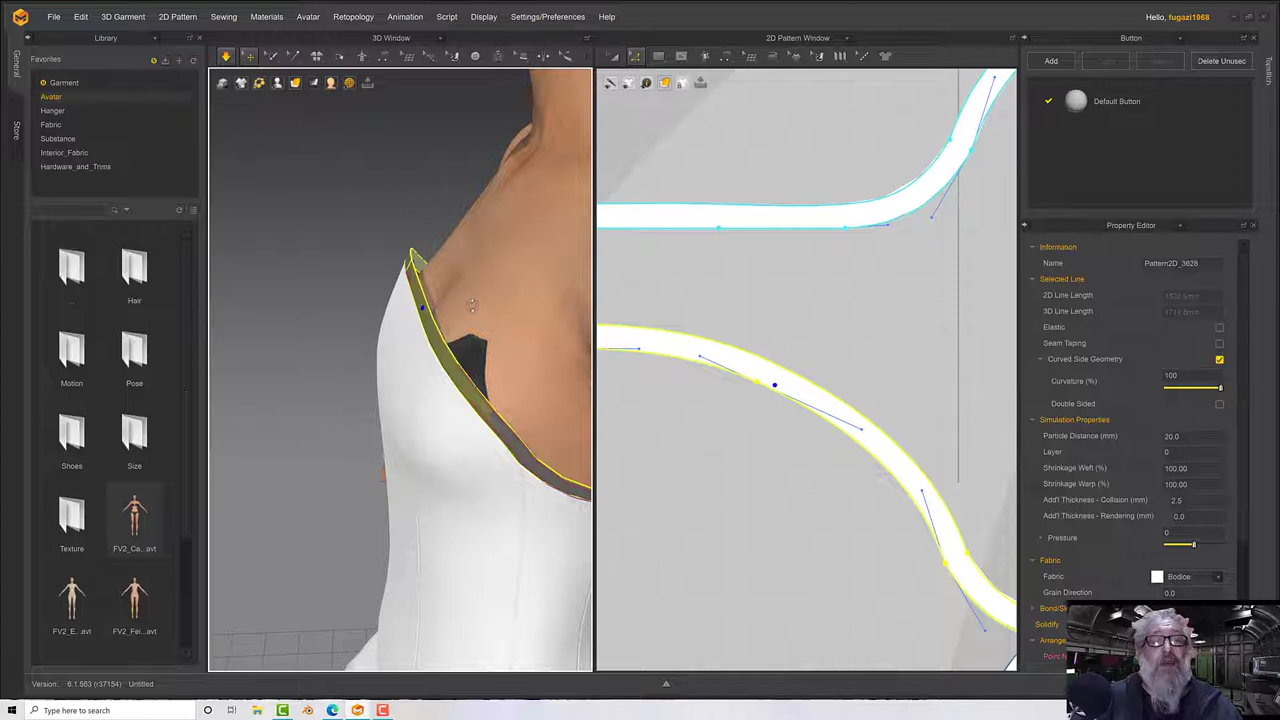 File Edit 3D Garment 2D Pattern Sewing Materials Avatar Retopology Animation Script Display Settings/Preferences Help
Hello, fugazi1968
Library
3D Window
2D Pattern Window
Button
General
Store
Favorites
Garment
Avatar
Hanger
Fabric
Substance
Interior_Fabric
Hardware_and_Trims
..
Hair
Motion
Pose
Shoes
Size
Texture
FV2_Ca...avt
FV2_E...avt
FV2_Fei...avt
Add
Delete Unused
Default Button
TopStitch
Property Editor
Information
Name Pattern2D_3628
Selected Line
2D Line Length
3D Line Length
Elastic
Seam Taping
Curved Side Geometry
Curvature (%) 100
Double Sided
Simulation Properties
Particle Distance (mm) 20.0
Layer 0
Shrinkage Weft (%) 100.00
Shrinkage Warp (%) 100.00
Add'l Thickness - Collision (mm) 2.5
Add'l Thickness - Rendering (mm) 0.0
Pressure 0
Fabric
Fabric Bodice
Grain Direction 0.0
Solidify
Version: 6.1.563 (r37154) Untitled
Type here to search